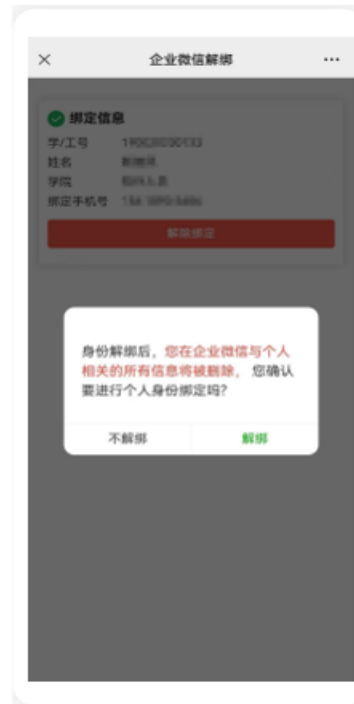 企业微信解绑
绑定信息
学/工号
姓名
学院
绑定手机号
解除绑定
身份解绑后，您在企业微信与个人
相关的所有信息将被删除， 您确认
要进行个人身份绑定吗？
不解绑 解绑